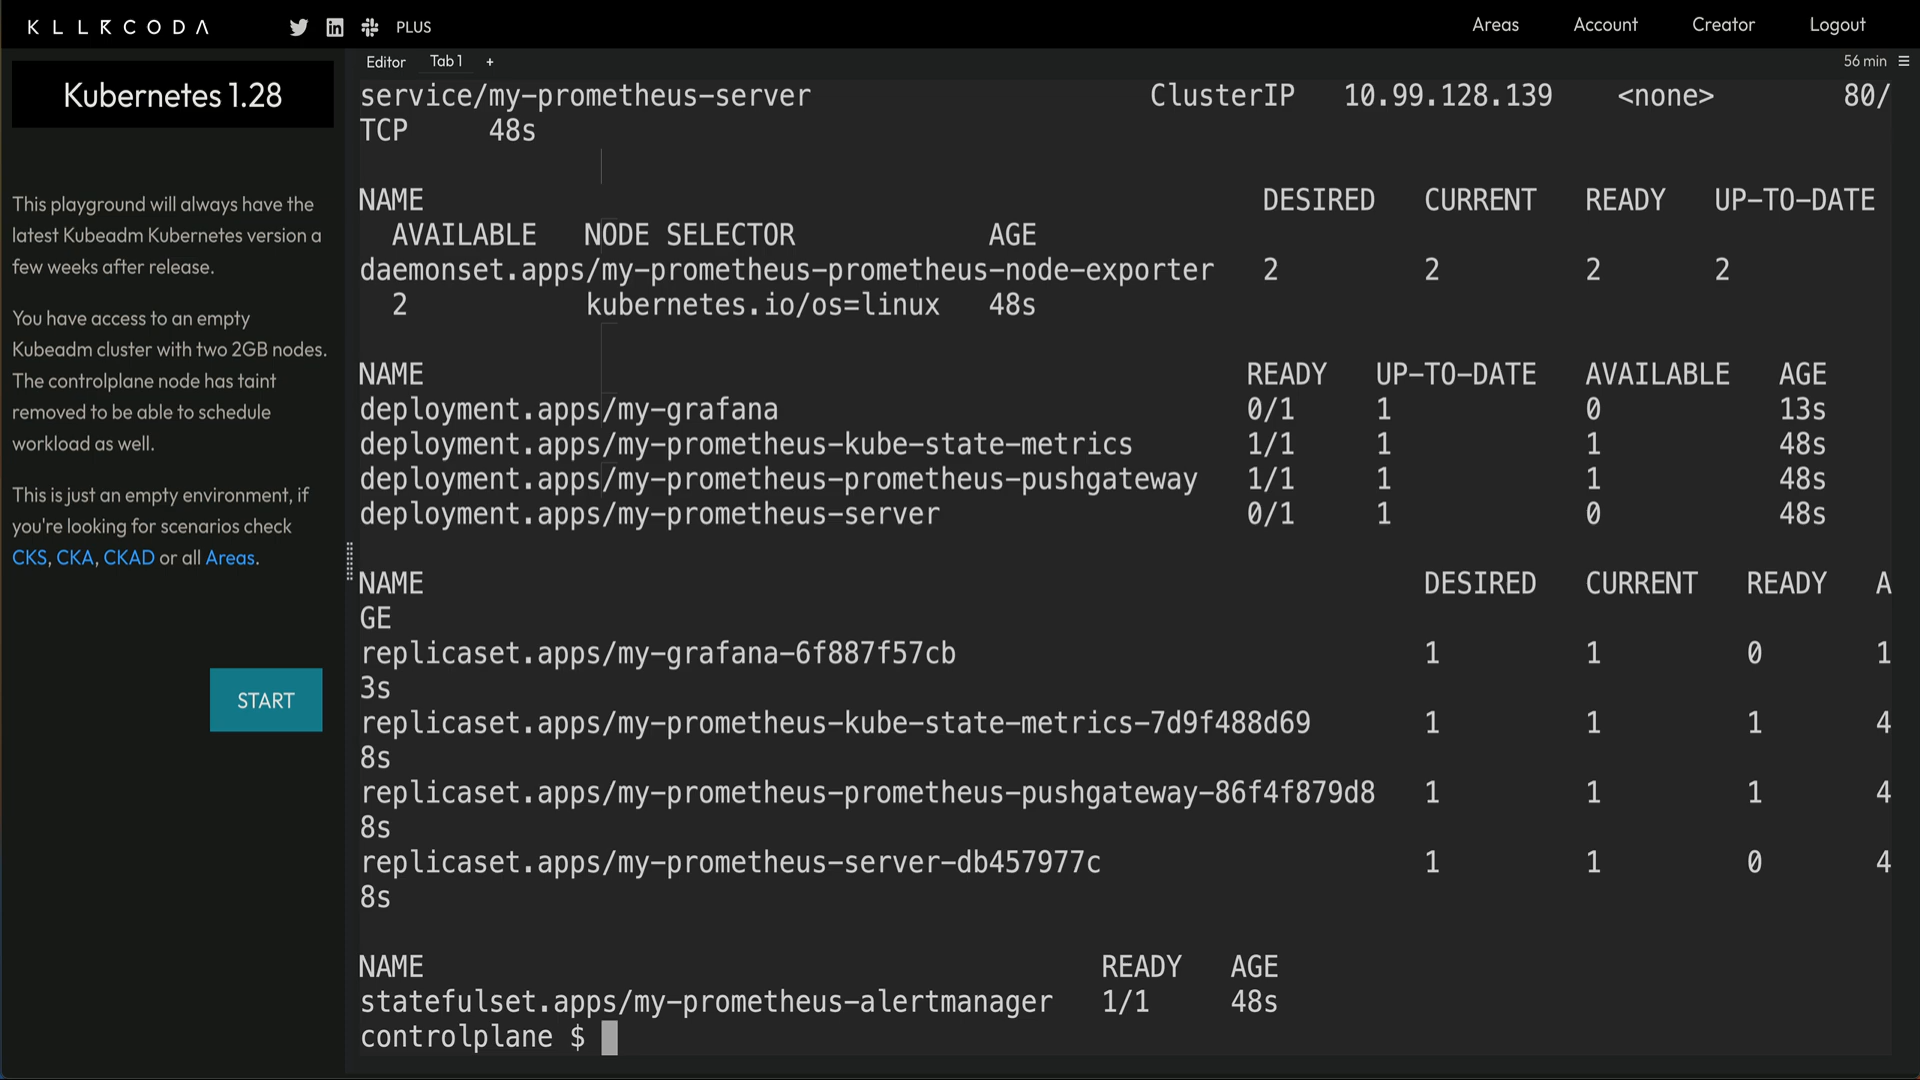 KLLRCODA PLUS Areas Account Creator Logout
Editor Tab 1 + 56 min
Kubernetes 1.28
This playground will always have the
latest Kubeadm Kubernetes version a
few weeks after release.
You have access to an empty
Kubeadm cluster with two 2GB nodes.
The controlplane node has taint
removed to be able to schedule
workload as well.
This is just an empty environment, if
you're looking for scenarios check
CKS, CKA, CKAD or all Areas.
START
service/my-prometheus-server ClusterIP 10.99.128.139 <none> 80/
TCP 48s
NAME DESIRED CURRENT READY UP-TO-DATE
AVAILABLE NODE SELECTOR AGE
daemonset.apps/my-prometheus-prometheus-node-exporter 2 2 2 2
2 kubernetes.io/os=linux 48s
NAME READY UP-TO-DATE AVAILABLE AGE
deployment.apps/my-grafana 0/1 1 0 13s
deployment.apps/my-prometheus-kube-state-metrics 1/1 1 1 48s
deployment.apps/my-prometheus-prometheus-pushgateway 1/1 1 1 48s
deployment.apps/my-prometheus-server 0/1 1 0 48s
NAME DESIRED CURRENT READY A
GE
replicaset.apps/my-grafana-6f887f57cb 1 1 0 1
3s
replicaset.apps/my-prometheus-kube-state-metrics-7d9f488d69 1 1 1 4
8s
replicaset.apps/my-prometheus-prometheus-pushgateway-86f4f879d8 1 1 1 4
8s
replicaset.apps/my-prometheus-server-db457977c 1 1 0 4
8s
NAME READY AGE
statefulset.apps/my-prometheus-alertmanager 1/1 48s
controlplane $